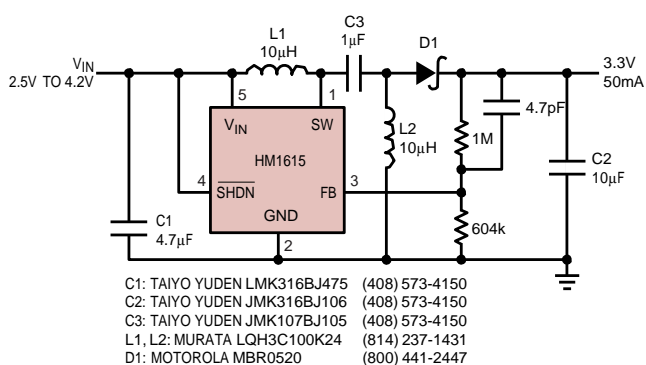 L1
10µH
C3
1µF
D1
VIN
2.5V TO 4.2V
3.3V
50mA
5
1
VIN
SW
HM1615
4
SHDN
FB
3
GND
2
L2
10µH
1M
4.7pF
C2
10µF
604k
C1
4.7µF
C1: TAIYO YUDEN LMK316BJ475 (408) 573-4150
C2: TAIYO YUDEN JMK316BJ106 (408) 573-4150
C3: TAIYO YUDEN JMK107BJ105 (408) 573-4150
L1, L2: MURATA LQH3C100K24 (814) 237-1431
D1: MOTOROLA MBR0520 (800) 441-2447